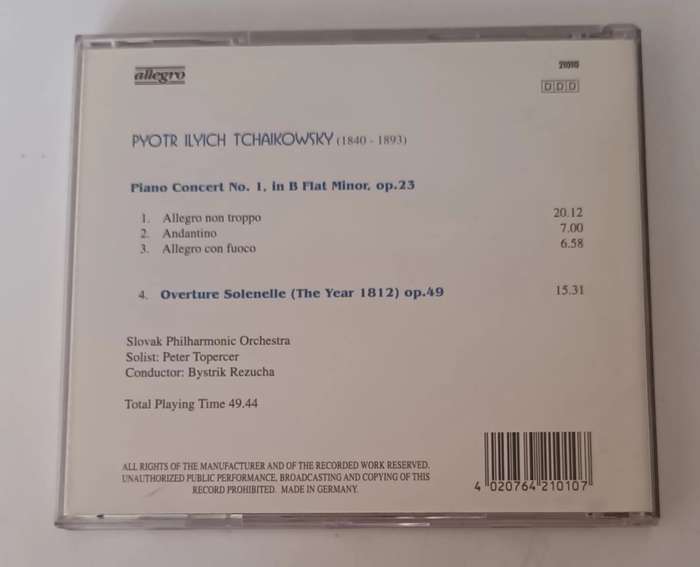 allegro
21010
DDD
PYOTR ILYICH TCHAIKOWSKY (1840 - 1893)
Piano Concert No. 1, in B Flat Minor, op.23
1. Allegro non troppo 20.12
2. Andantino 7.00
3. Allegro con fuoco 6.58
4. Overture Solenelle (The Year 1812) op.49 15.31
Slovak Philharmonic Orchestra
Solist: Peter Topercer
Conductor: Bystrik Rezucha
Total Playing Time 49.44
ALL RIGHTS OF THE MANUFACTURER AND OF THE RECORDED WORK RESERVED.
UNAUTHORIZED PUBLIC PERFORMANCE, BROADCASTING AND COPYING OF THIS
RECORD PROHIBITED. MADE IN GERMANY.
4 020764 210107